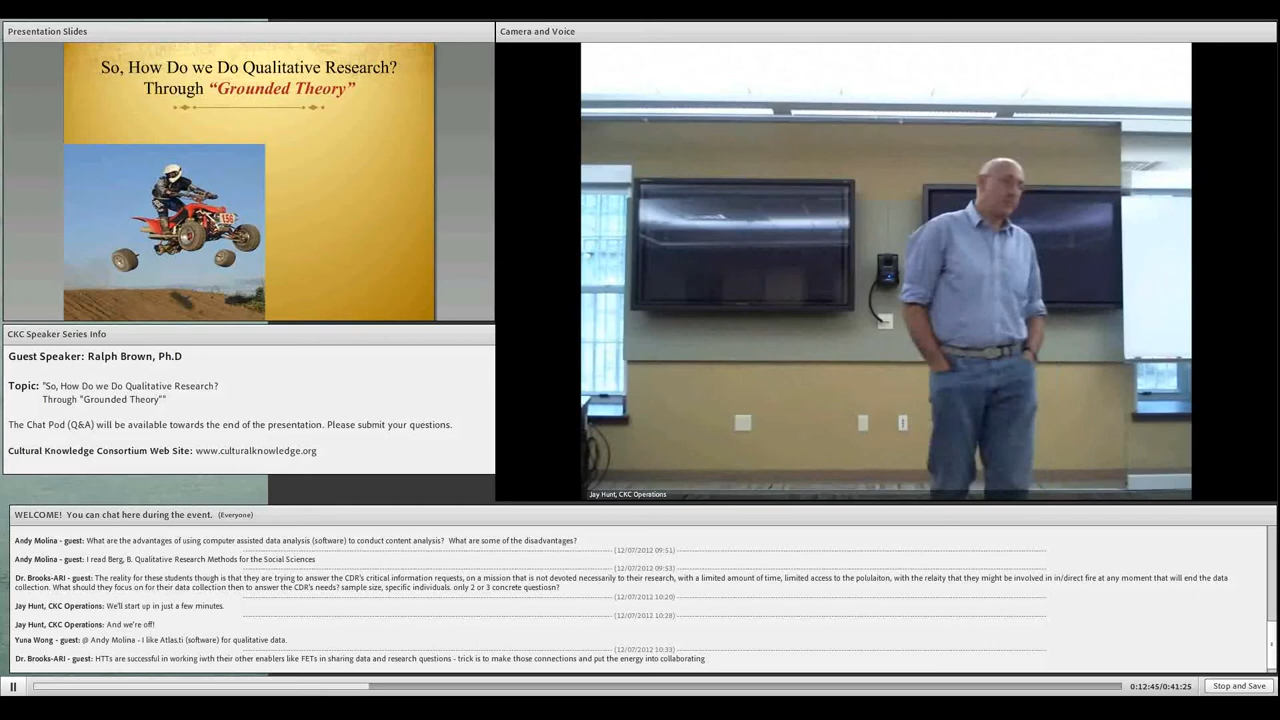 Presentation Slides
So, How Do we Do Qualitative Research?
Through “Grounded Theory”
156
CKC Speaker Series Info
Guest Speaker: Ralph Brown, Ph.D
Topic: "So, How Do we Do Qualitative Research?
Through "Grounded Theory""
The Chat Pod (Q&A) will be available towards the end of the presentation. Please submit your questions.
Cultural Knowledge Consortium Web Site: www.culturalknowledge.org
Camera and Voice
Jay Hunt, CKC Operations
WELCOME! You can chat here during the event. (Everyone)
Andy Molina - guest: What are the advantages of using computer assisted data analysis (software) to conduct content analysis? What are some of the disadvantages?
(12/07/2012 09:51)
Andy Molina - guest: I read Berg, B. Qualitative Research Methods for the Social Sciences
(12/07/2012 09:53)
Dr. Brooks-ARI - guest: The reality for these students though is that they are trying to answer the CDR's critical information requests, on a mission that is not devoted necessarily to their research, with a limited amount of time, limited access to the polulaiton, with the relaity that they might be involved in in/direct fire at any moment that will end the data
collection. What should they focus on for their data collection then to answer the CDR's needs? sample size, specific individuals. only 2 or 3 concrete questiosn?
(12/07/2012 10:20)
Jay Hunt, CKC Operations: We'll start up in just a few minutes.
(12/07/2012 10:28)
Jay Hunt, CKC Operations: And we're off!
Yuna Wong - guest: @ Andy Molina - I like Atlas.ti (software) for qualitative data.
(12/07/2012 10:33)
Dr. Brooks-ARI - guest: HTTs are successful in working iwth their other enablers like FETs in sharing data and research questions - trick is to make those connections and put the energy into collaborating
0:12:45/0:41:25
Stop and Save